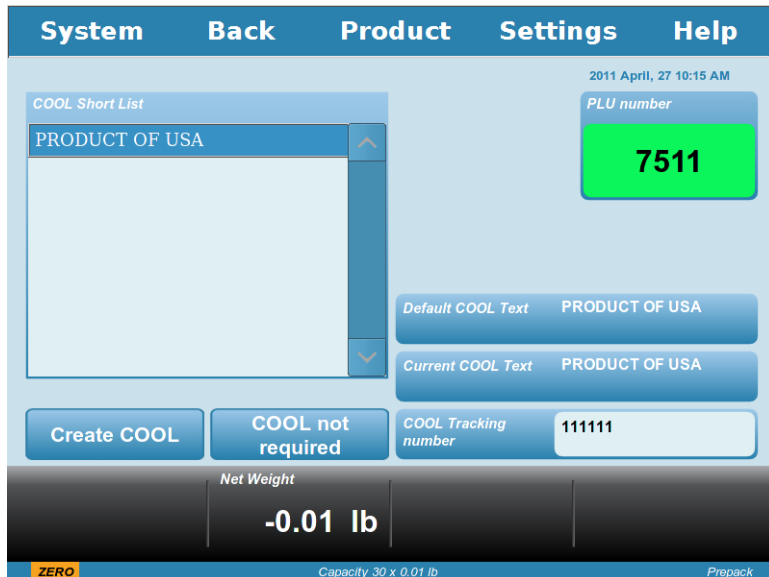 System Back Product Settings Help
2011 April, 27 10:15 AM
COOL Short List
PRODUCT OF USA
PLU number
7511
Default COOL Text PRODUCT OF USA
Current COOL Text PRODUCT OF USA
Create COOL
COOL not
required
COOL Tracking
number
111111
Net Weight
-0.01 lb
ZERO Capacity 30 x 0.01 lb Prepack